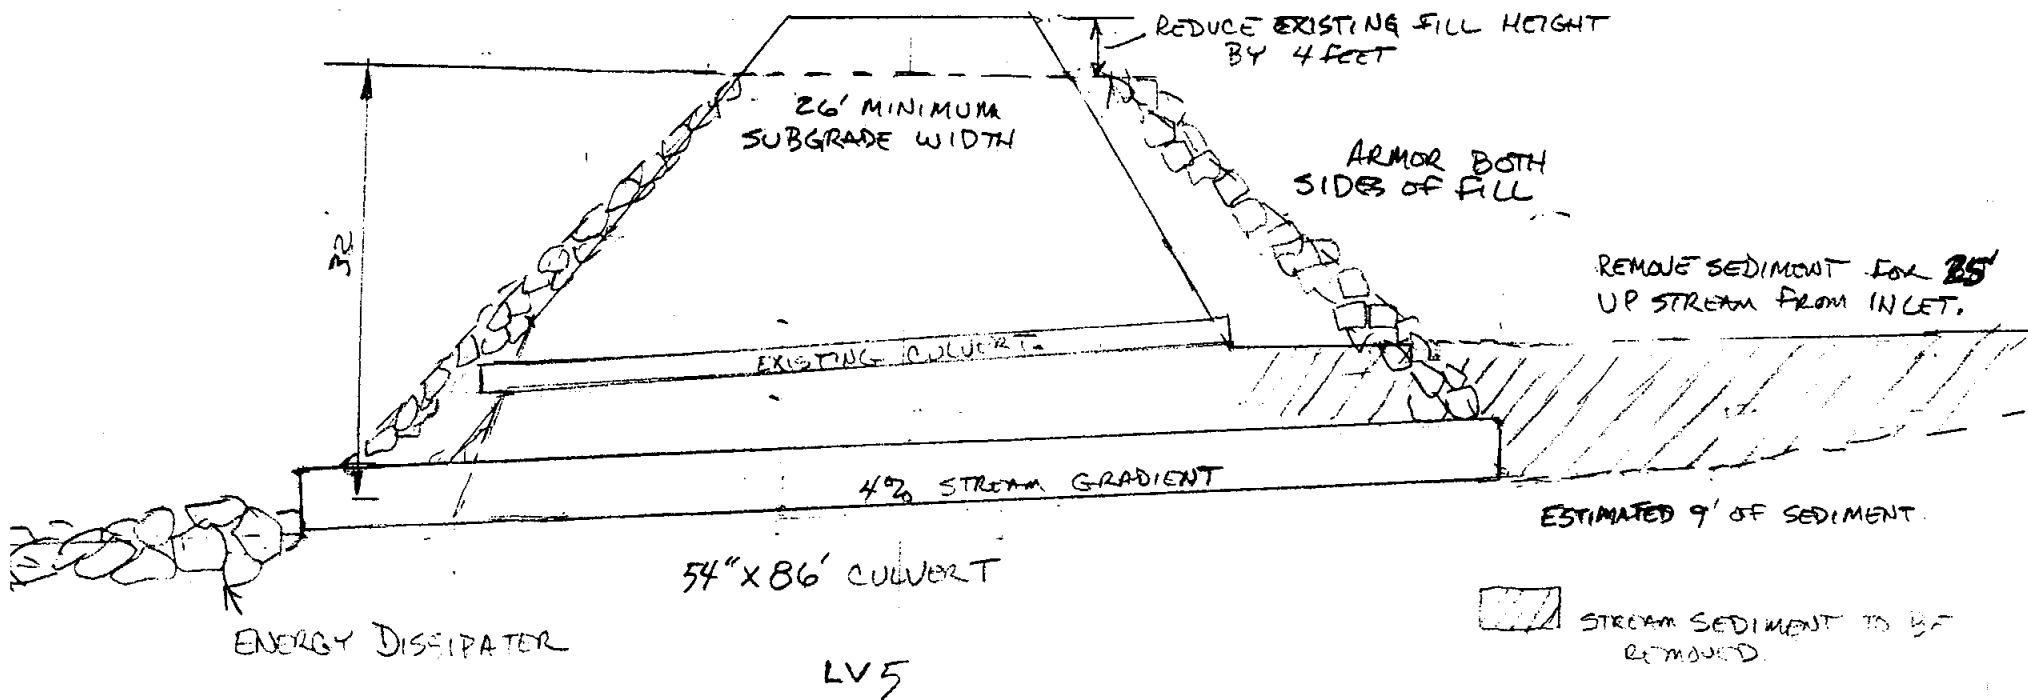 REDUCE EXISTING FILL HEIGHT
BY 4 FEET
26' MINIMUM
SUBGRADE WIDTH
ARMOR BOTH
SIDES OF FILL
32
REMOVE SEDIMENT FOR
UP STREAM FROM INLET.
EXISTING CULVERT.
4% STREAM GRADIENT
ESTIMATED 9' OF SEDIMENT.
54" X 86' CULVERT
ENERGY DISSIPATER
STREAM SEDIMENT TO BE
REMOVED.
LV5